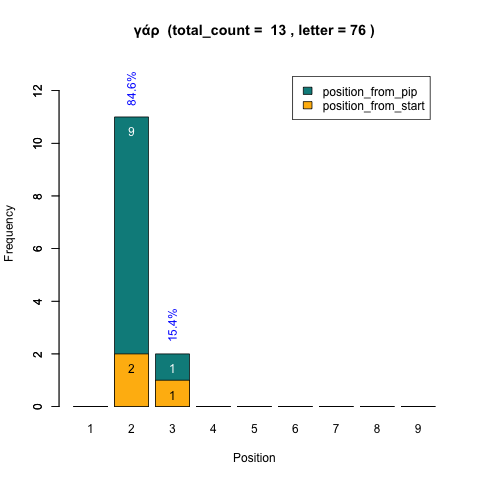 γάρ (total_count = 13 , letter = 76 )
84.6%
position_from_pip
position_from_start
12
10
8
6
4
2
0
Frequency
9
2
15.4%
1
1
1 2 3 4 5 6 7 8 9
Position